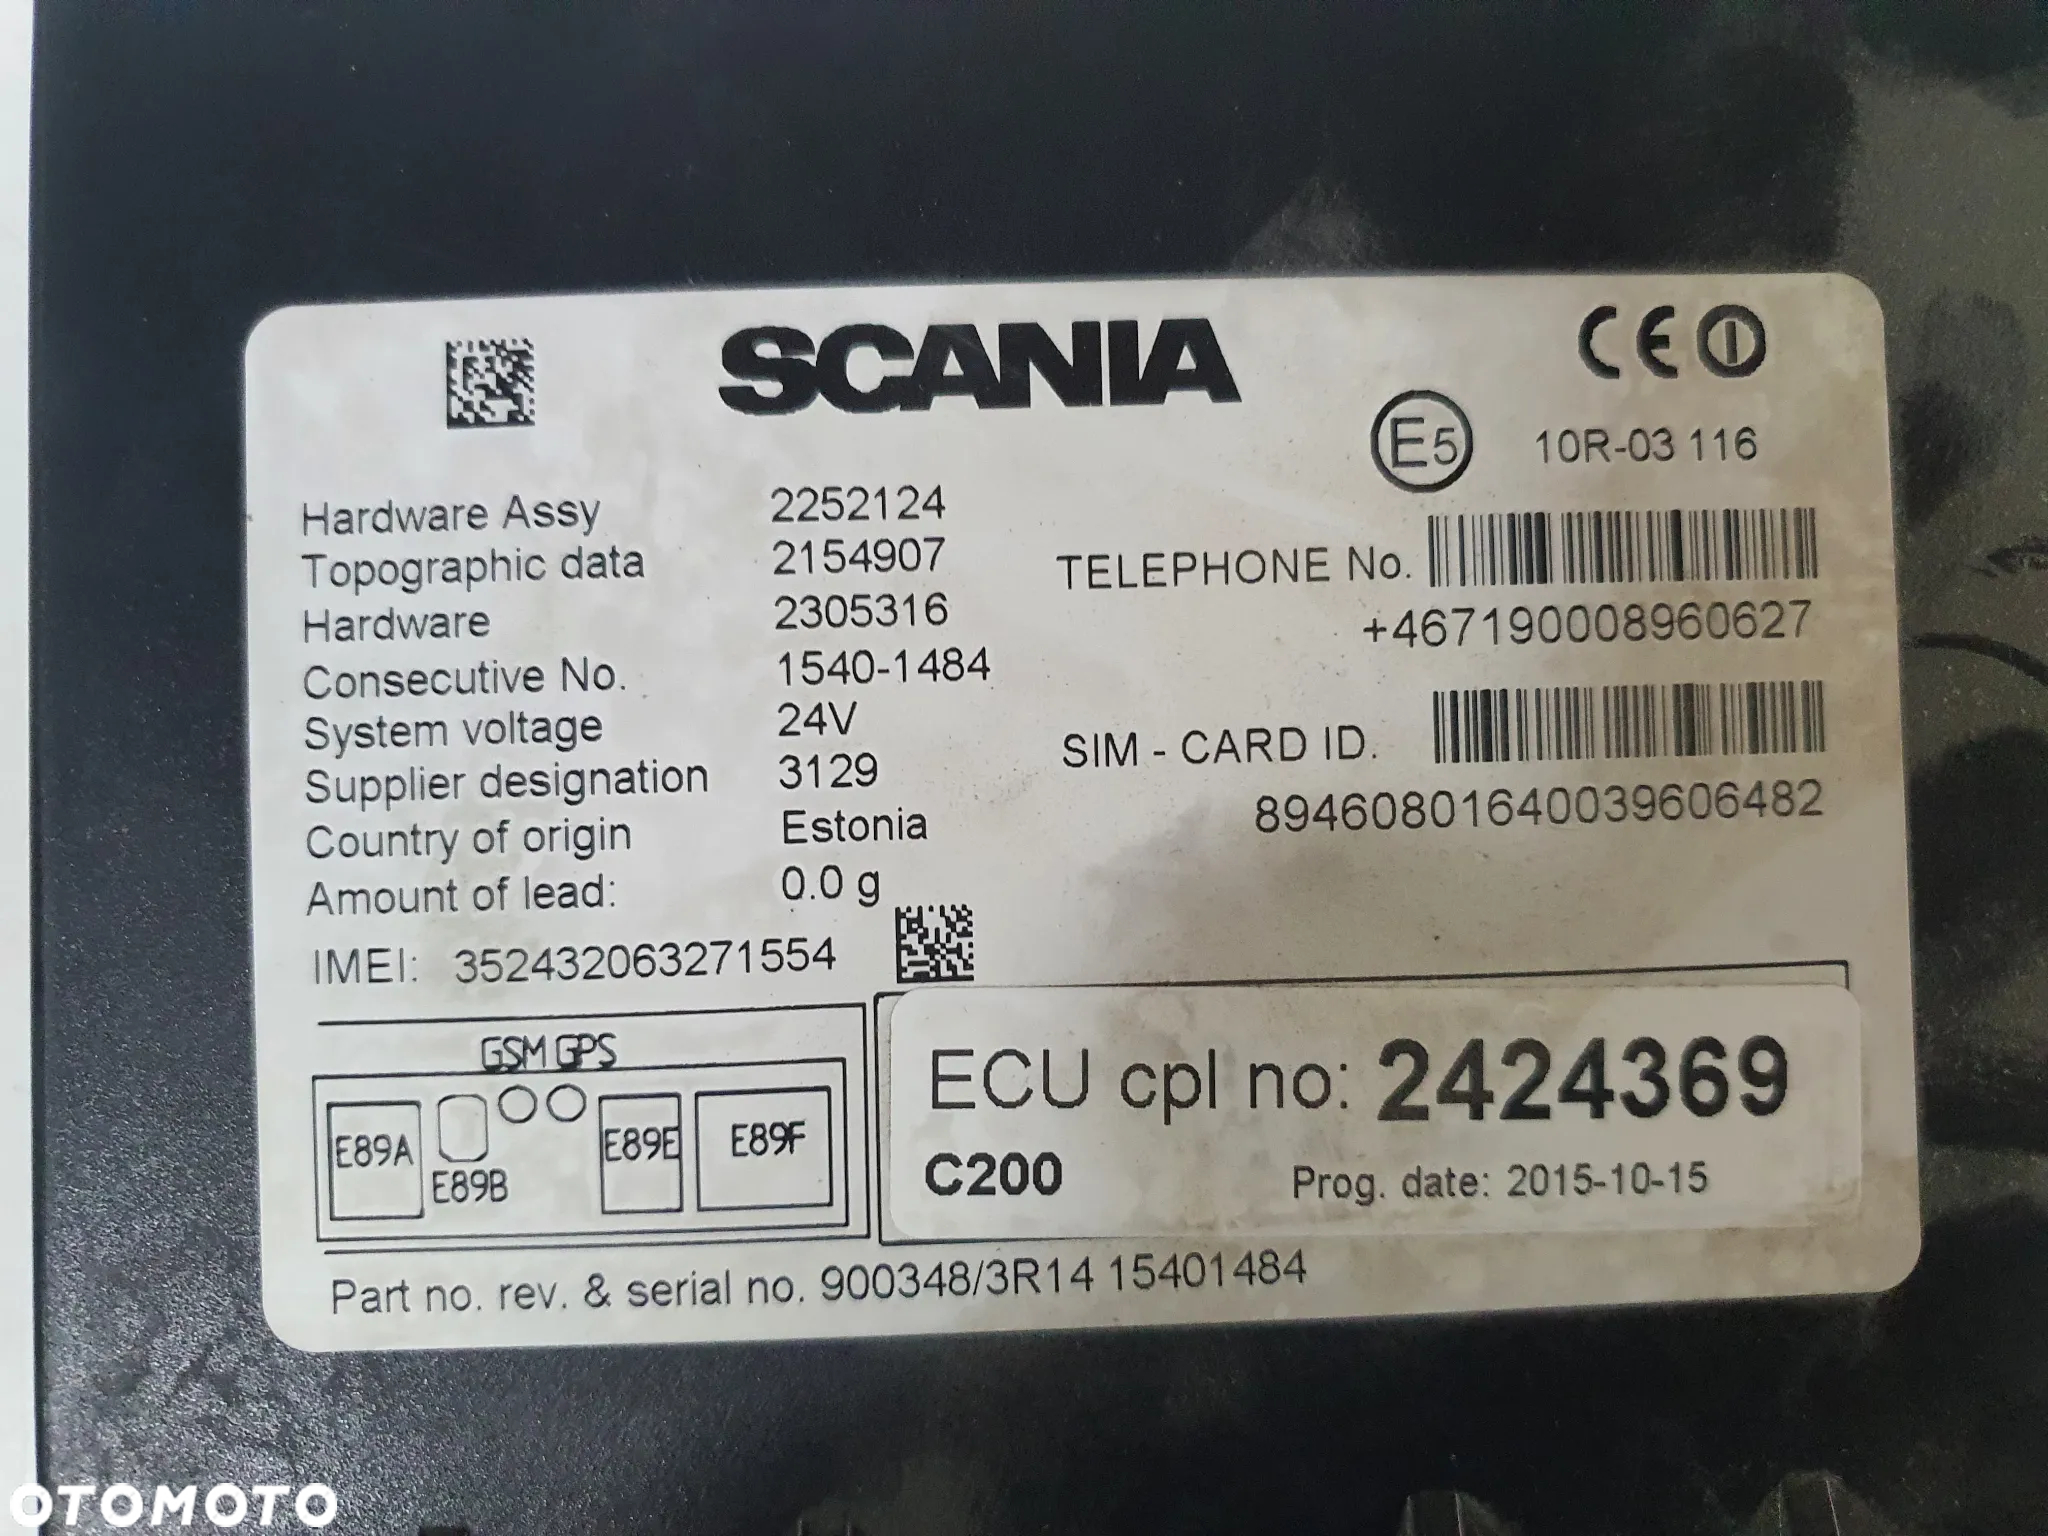 SCANIA
CE
E5 10R-03 116
Hardware Assy 2252124
Topographic data 2154907
Hardware 2305316
Consecutive No. 1540-1484
System voltage 24V
Supplier designation 3129
Country of origin Estonia
Amount of lead: 0.0 g
IMEI: 352432063271554
TELEPHONE No.
+467190008960627
SIM - CARD ID.
89460801640039606482
GSM GPS
E89A
E89B
E89E
E89F
ECU cpl no: 2424369
C200 Prog. date: 2015-10-15
Part no. rev. & serial no. 900348/3R14 15401484
OTOMOTO